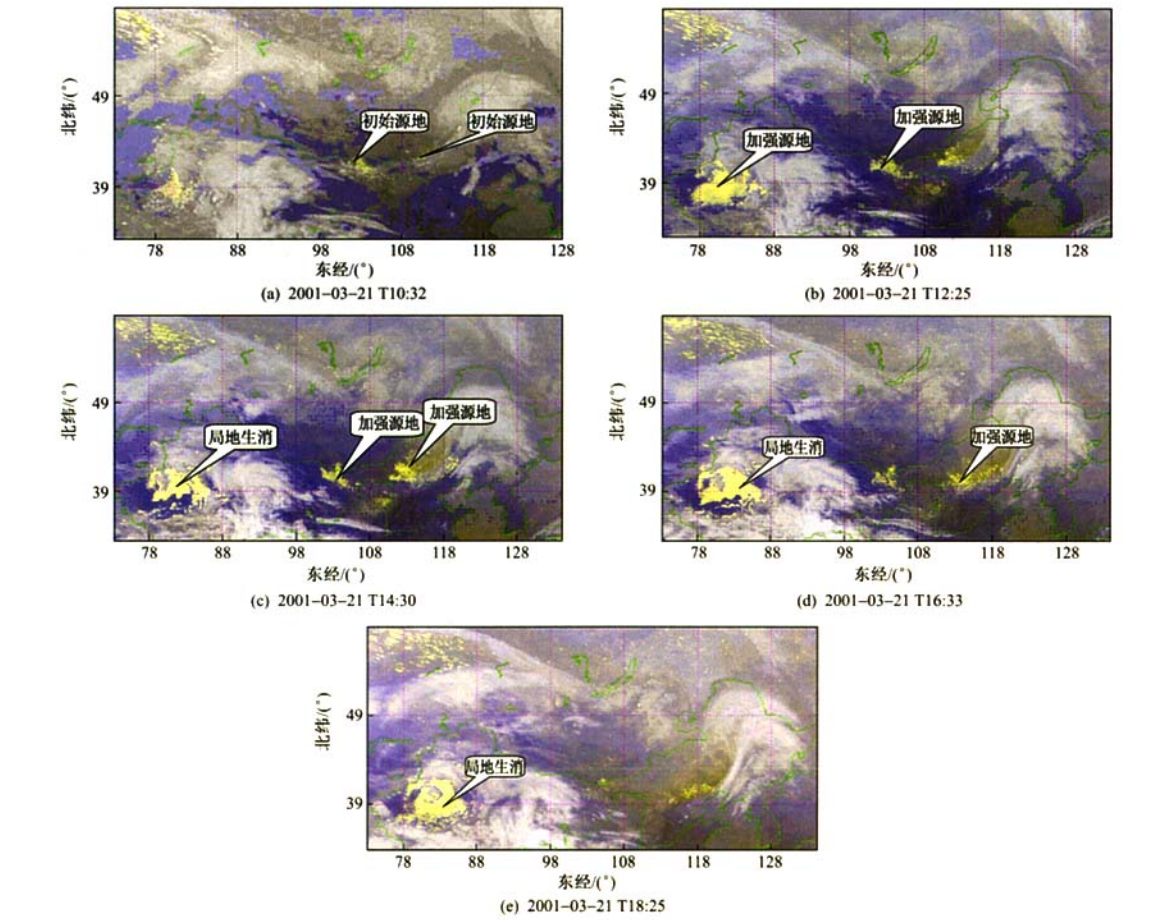 初始源地
初始源地
49
39
北纬/(°)
78
88
98
108
118
128
东经/(°)
(a) 2001–03–21 T10:32
加强源地
加强源地
49
39
北纬/(°)
78
88
98
108
118
128
东经/(°)
(b) 2001–03–21 T12:25
局地生消
加强源地
加强源地
49
39
北纬/(°)
78
88
98
108
118
128
东经/(°)
(c) 2001–03–21 T14:30
局地生消
加强源地
49
39
北纬/(°)
78
88
98
108
118
128
东经/(°)
(d) 2001–03–21 T16:33
局地生消
49
39
北纬/(°)
78
88
98
108
118
128
东经/(°)
(e) 2001–03–21 T18:25